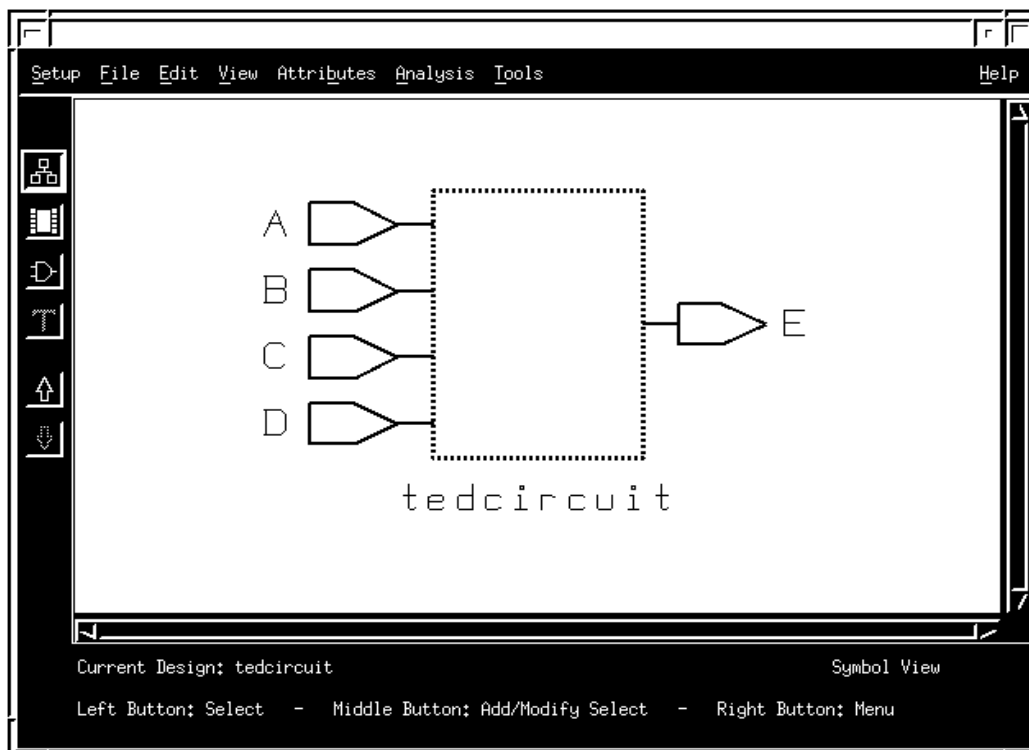 Setup File Edit View Attributes Analysis Tools Help
A
B
C
D
E
tedcircuit
Current Design: tedcircuit Symbol View
Left Button: Select - Middle Button: Add/Modify Select - Right Button: Menu